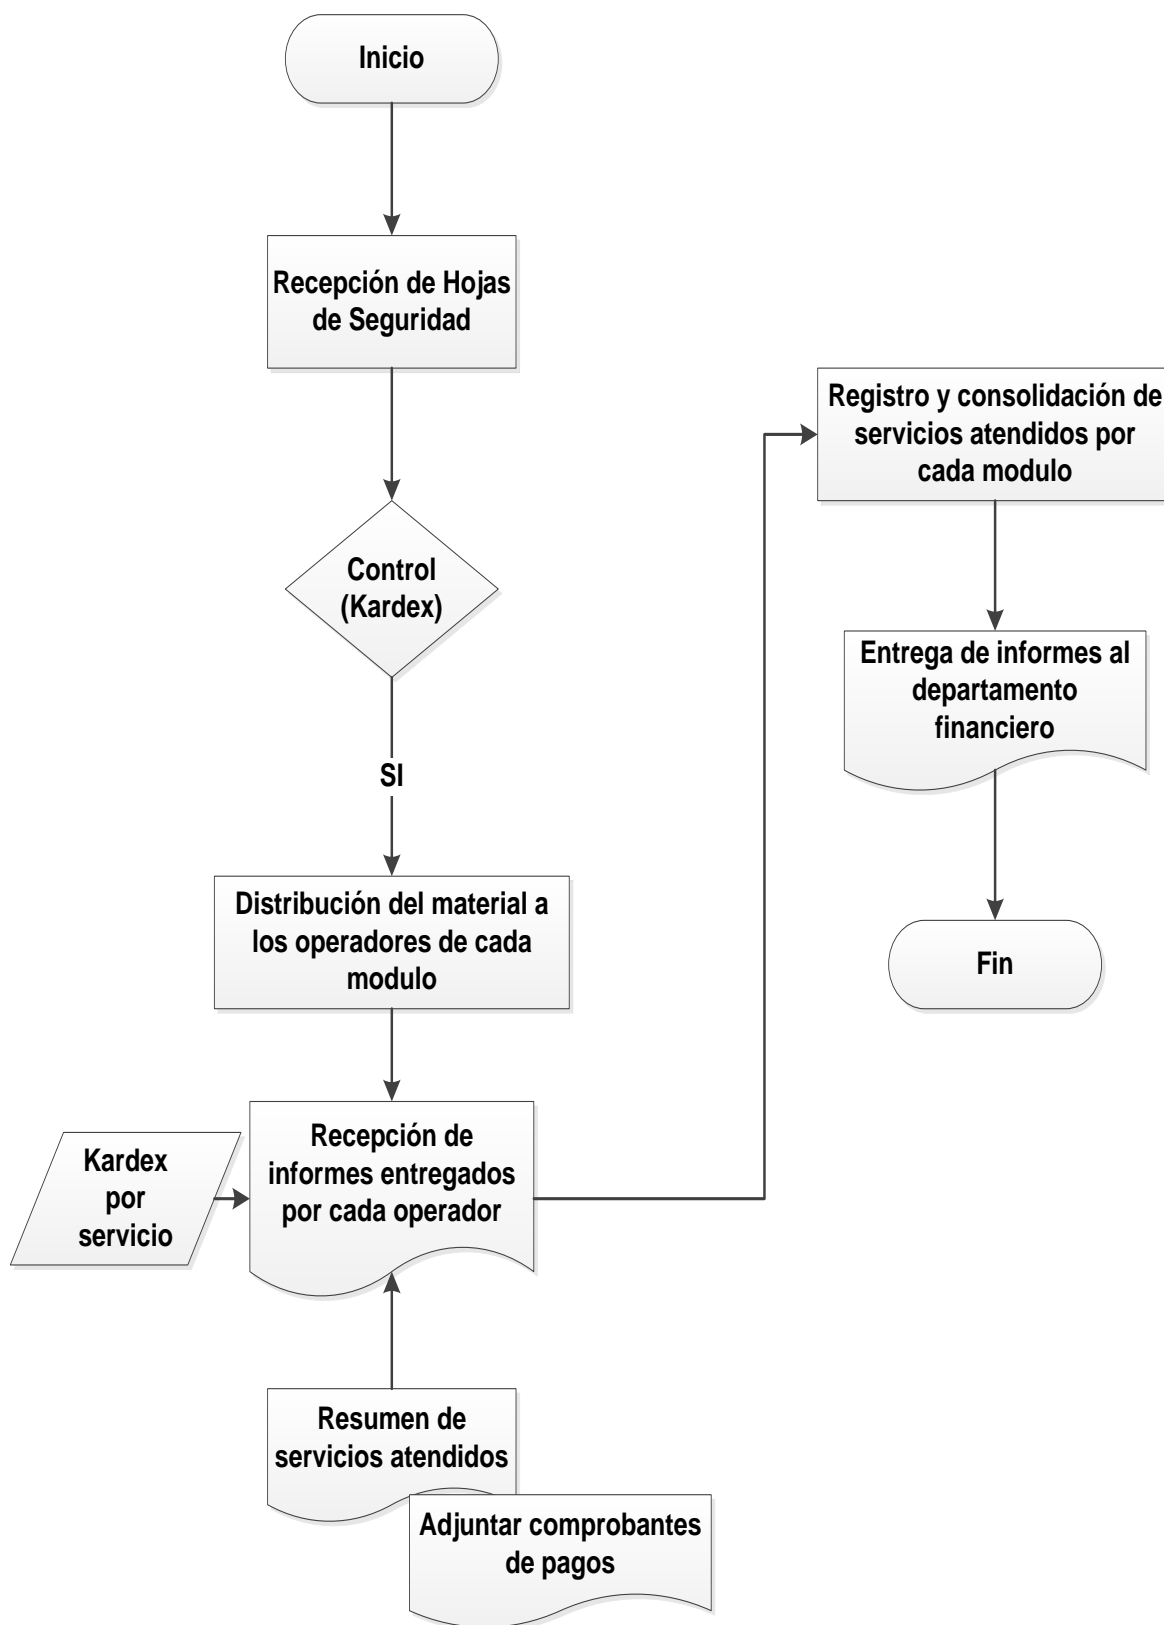 Inicio
Recepción de Hojas
de Seguridad
Control
(Kardex)
SI
Distribución del material a
los operadores de cada
modulo
Kardex
por
servicio
Recepción de
informes entregados
por cada operador
Resumen de
servicios atendidos
Adjuntar comprobantes
de pagos
Registro y consolidación de
servicios atendidos por
cada modulo
Entrega de informes al
departamento
financiero
Fin